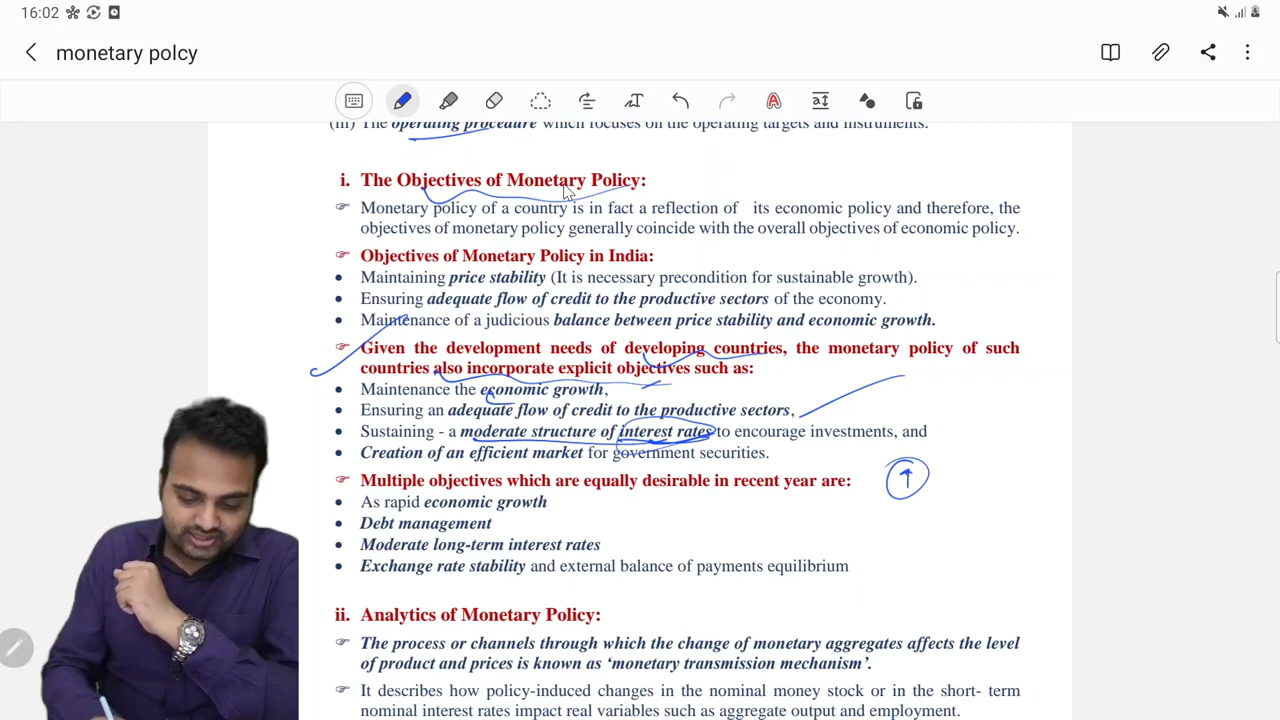 16:02
monetary polcy
(iii) The operating procedure which focuses on the operating targets and instruments.
i. The Objectives of Monetary Policy:
Monetary policy of a country is in fact a reflection of its economic policy and therefore, the
objectives of monetary policy generally coincide with the overall objectives of economic policy.
Objectives of Monetary Policy in India:
• Maintaining price stability (It is necessary precondition for sustainable growth).
• Ensuring adequate flow of credit to the productive sectors of the economy.
• Maintenance of a judicious balance between price stability and economic growth.
Given the development needs of developing countries, the monetary policy of such
countries also incorporate explicit objectives such as:
• Maintenance the economic growth,
• Ensuring an adequate flow of credit to the productive sectors,
• Sustaining - a moderate structure of interest rates to encourage investments, and
• Creation of an efficient market for government securities.
Multiple objectives which are equally desirable in recent year are:
• As rapid economic growth
• Debt management
• Moderate long-term interest rates
• Exchange rate stability and external balance of payments equilibrium
ii. Analytics of Monetary Policy:
The process or channels through which the change of monetary aggregates affects the level
of product and prices is known as ‘monetary transmission mechanism’.
It describes how policy-induced changes in the nominal money stock or in the short- term
nominal interest rates impact real variables such as aggregate output and employment.